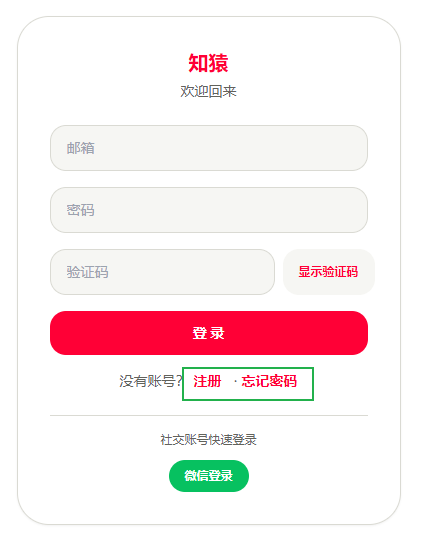 知猿
欢迎回来
邮箱
密码
验证码 显示验证码
登 录
没有账号? 注册 · 忘记密码
社交账号快速登录
微信登录